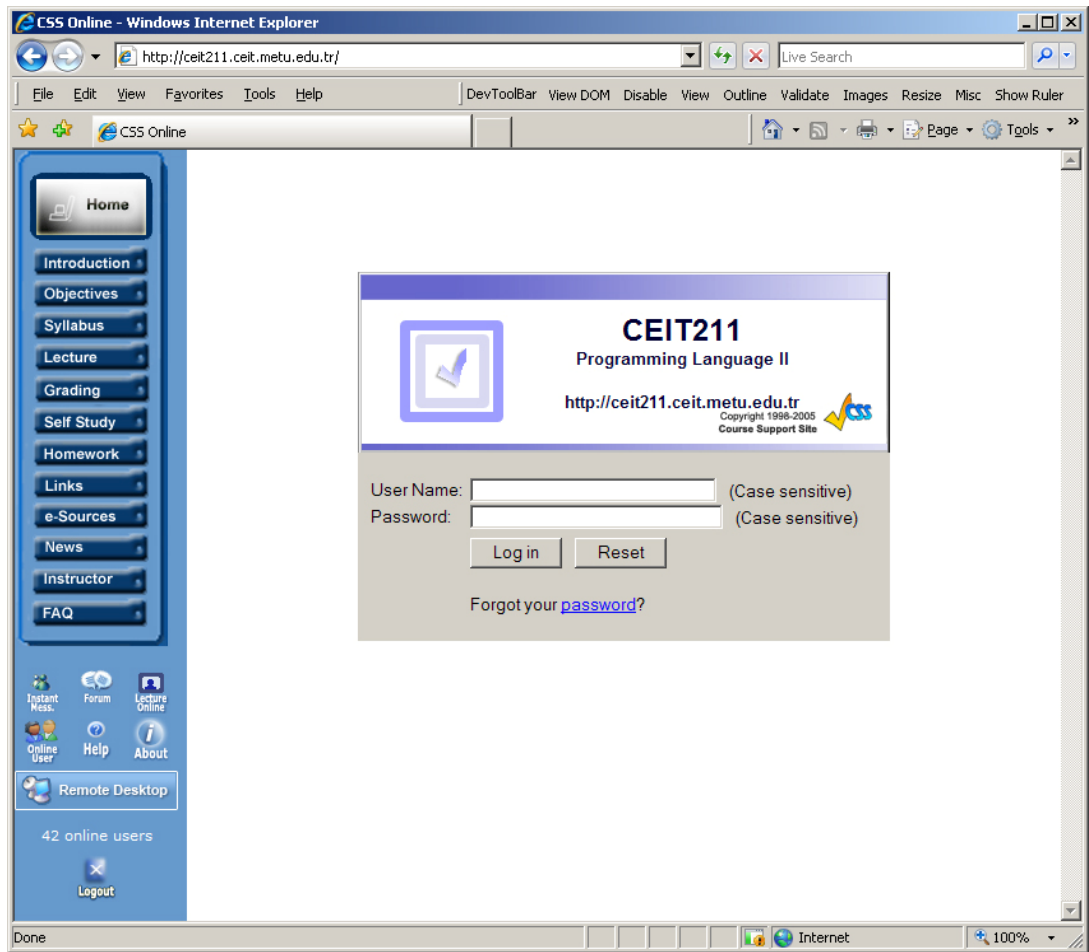 CSS Online - Windows Internet Explorer
http://ceit211.ceit.metu.edu.tr/
Live Search
File Edit View Favorites Tools Help
DevToolBar View DOM Disable View Outline Validate Images Resize Misc Show Ruler
CSS Online
Page Tools »
Home
Introduction
Objectives
Syllabus
Lecture
Grading
Self Study
Homework
Links
e-Sources
News
Instructor
FAQ
Instant Mess.
Forum
Lecture Online
Online User
Help
About
Remote Desktop
42 online users
Logout
CEIT211
Programming Language II
http://ceit211.ceit.metu.edu.tr
Copyright 1998-2005
Course Support Site
CSS
User Name: (Case sensitive)
Password: (Case sensitive)
Log in Reset
Forgot your password?
Done Internet 100%